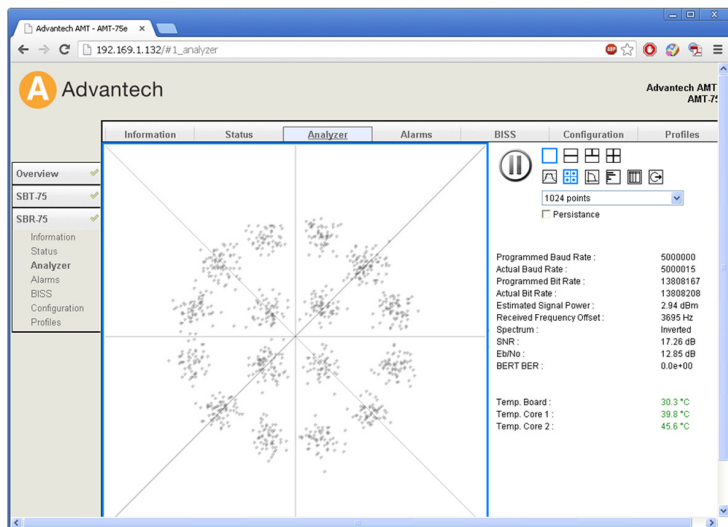 Advantech AMT - AMT-75e
192.169.1.132/#1_analyzer
A Advantech
Advantech AMT
AMT-75
Information Status Analyzer Alarms BISS Configuration Profiles
Overview
SBT-75
SBR-75
Information
Status
Analyzer
Alarms
BISS
Configuration
Profiles
1024 points
Persistance
Programmed Baud Rate : 5000000
Actual Baud Rate : 5000015
Programmed Bit Rate : 13808167
Actual Bit Rate : 13808208
Estimated Signal Power : 2.94 dBm
Received Frequency Offset : 3695 Hz
Spectrum : Inverted
SNR : 17.26 dB
Eb/No : 12.85 dB
BERT BER : 0.0e+00
Temp. Board : 30.3 °C
Temp. Core 1 : 39.8 °C
Temp. Core 2 : 45.6 °C